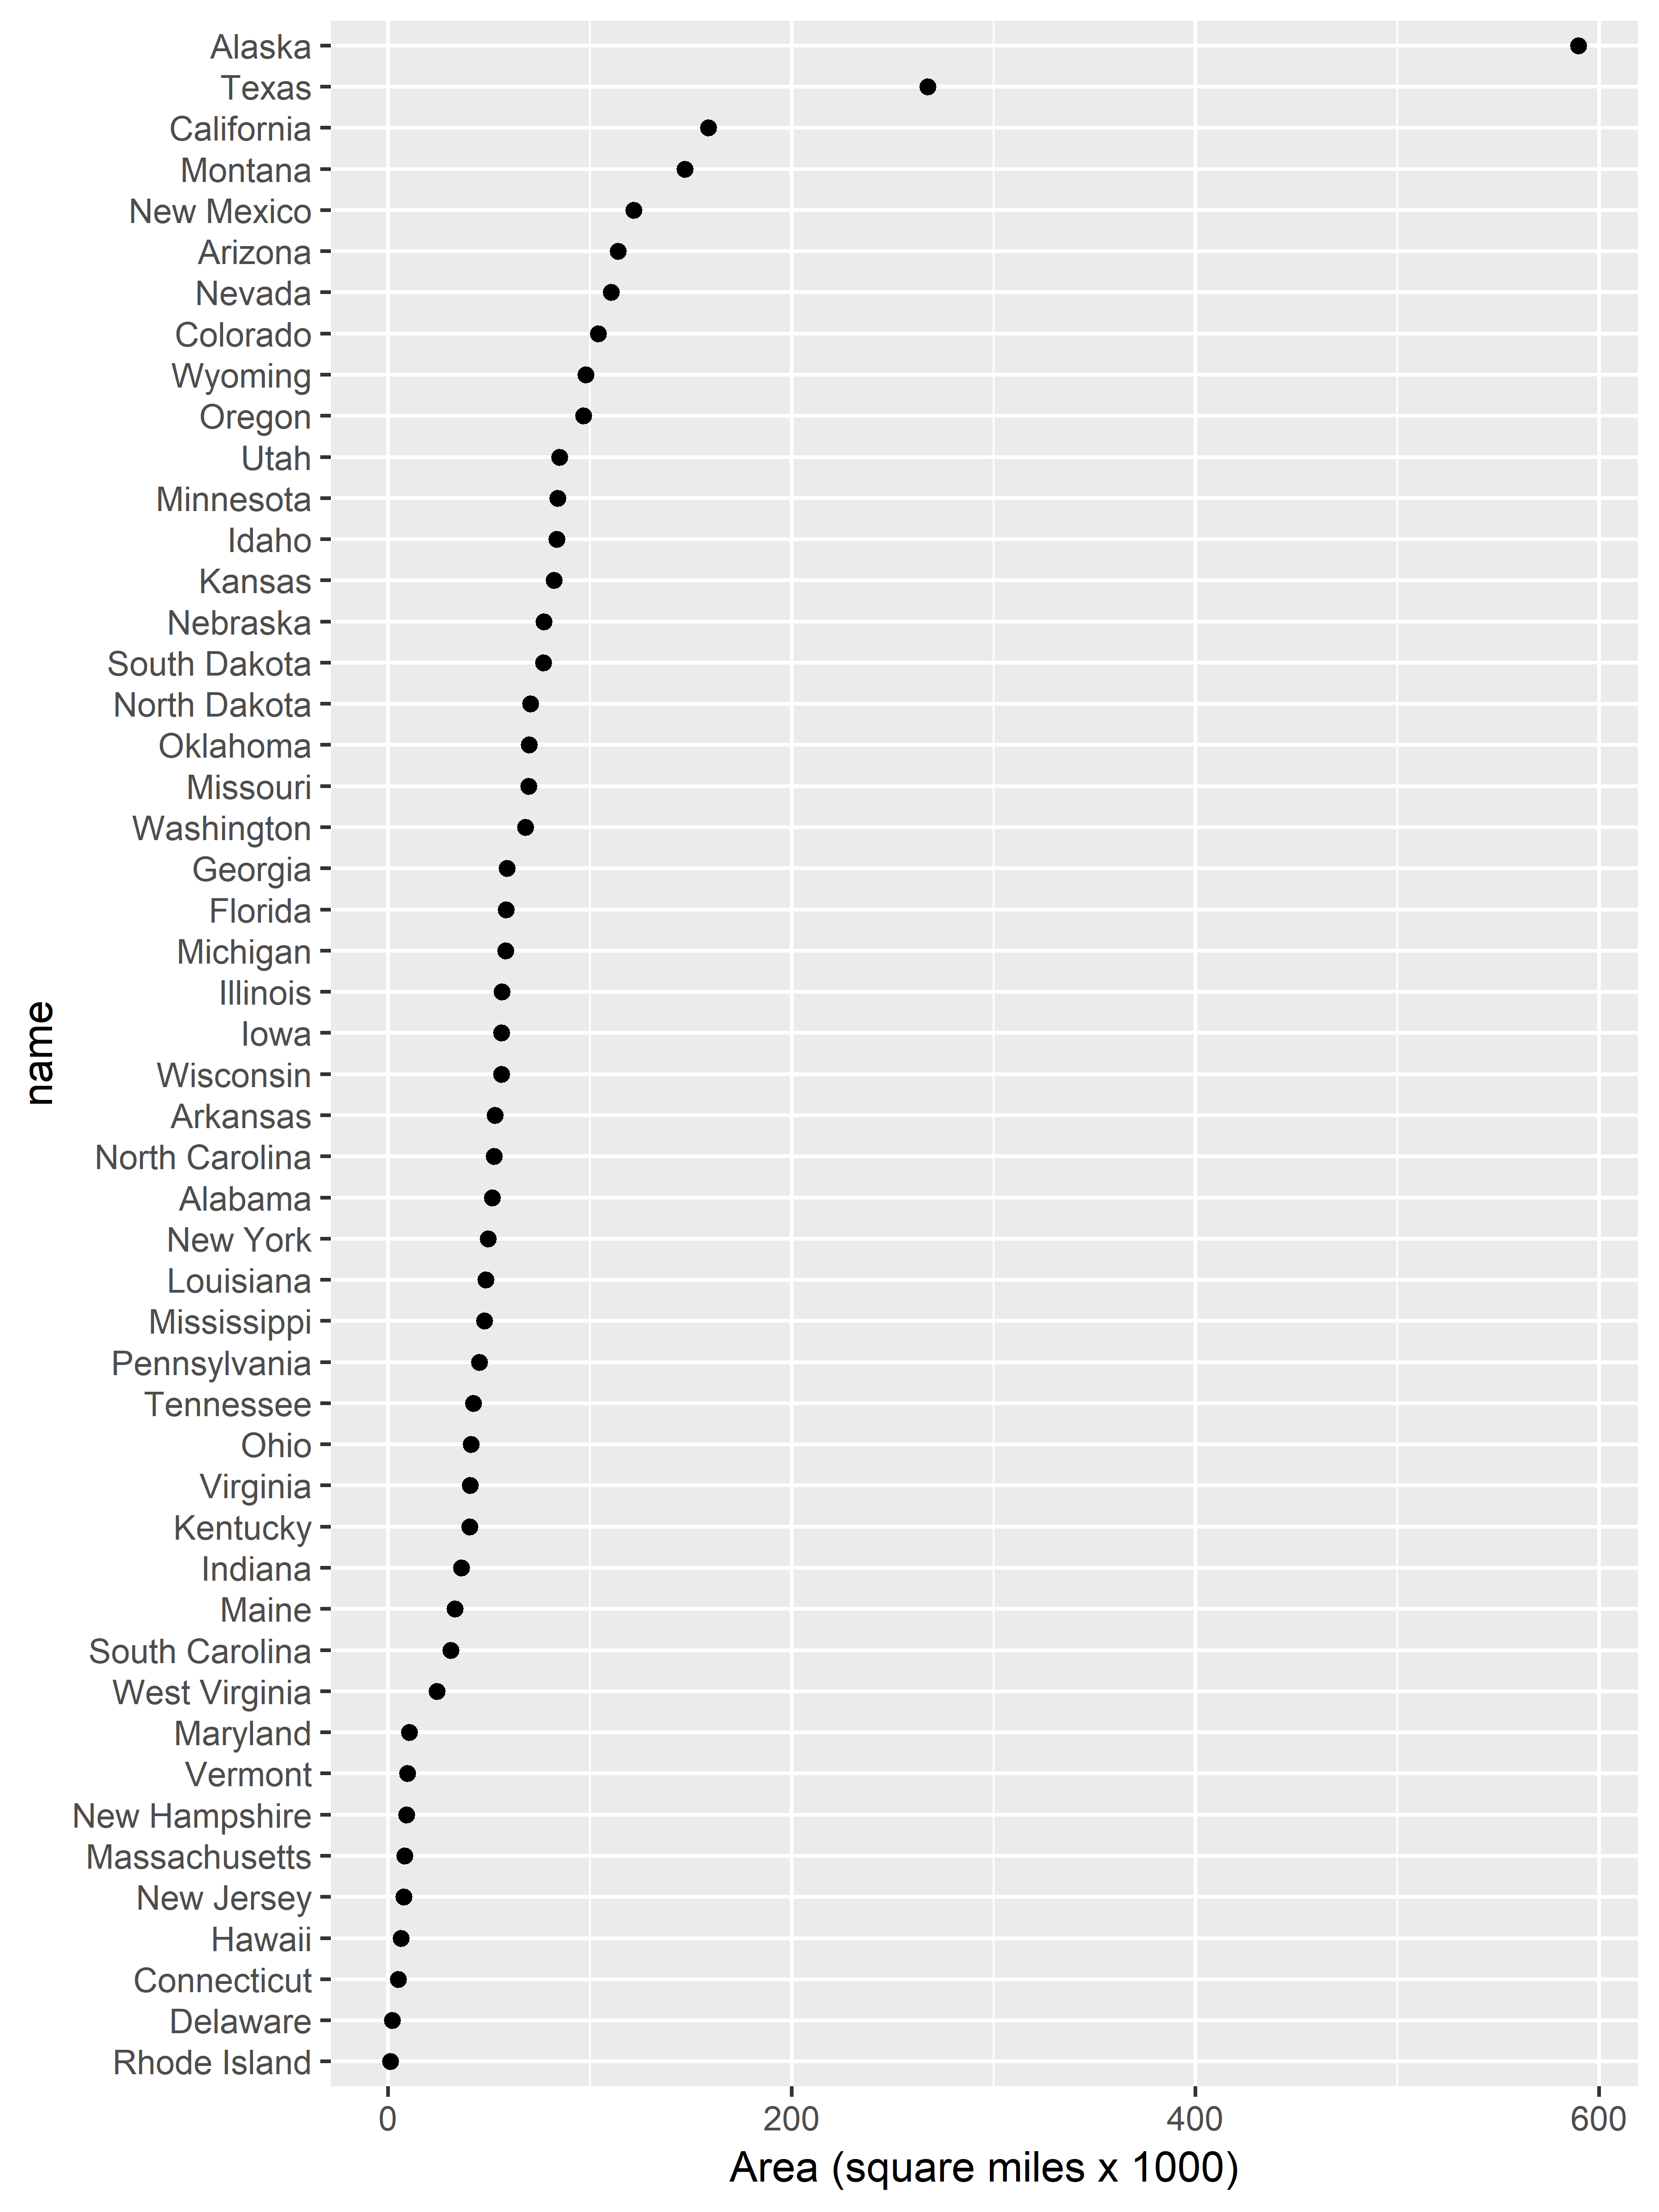 name
Alaska
Texas
California
Montana
New Mexico
Arizona
Nevada
Colorado
Wyoming
Oregon
Utah
Minnesota
Idaho
Kansas
Nebraska
South Dakota
North Dakota
Oklahoma
Missouri
Washington
Georgia
Florida
Michigan
Illinois
Iowa
Wisconsin
Arkansas
North Carolina
Alabama
New York
Louisiana
Mississippi
Pennsylvania
Tennessee
Ohio
Virginia
Kentucky
Indiana
Maine
South Carolina
West Virginia
Maryland
Vermont
New Hampshire
Massachusetts
New Jersey
Hawaii
Connecticut
Delaware
Rhode Island
0 200 400 600
Area (square miles x 1000)